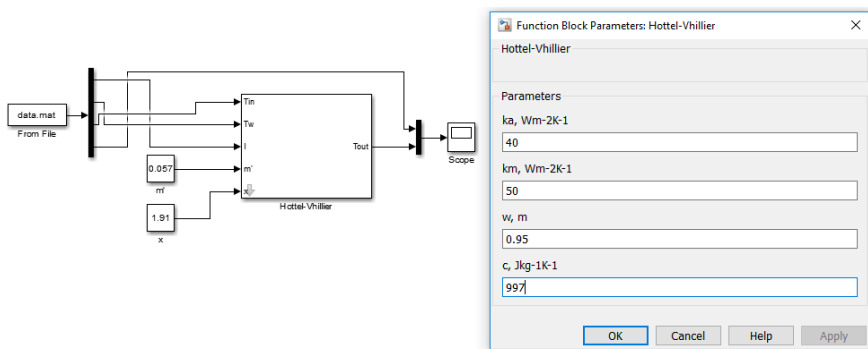 data.mat
From File
0.057
m'
1.91
x
Tin
Tw
I
m'
x
Tout
Hottel-Vhillier
Scope
Function Block Parameters: Hottel-Vhillier
Hottel-Vhillier
Parameters
ka, Wm-2K-1
40
km, Wm-2K-1
50
w, m
0.95
c, Jkg-1K-1
997
OK
Cancel
Help
Apply